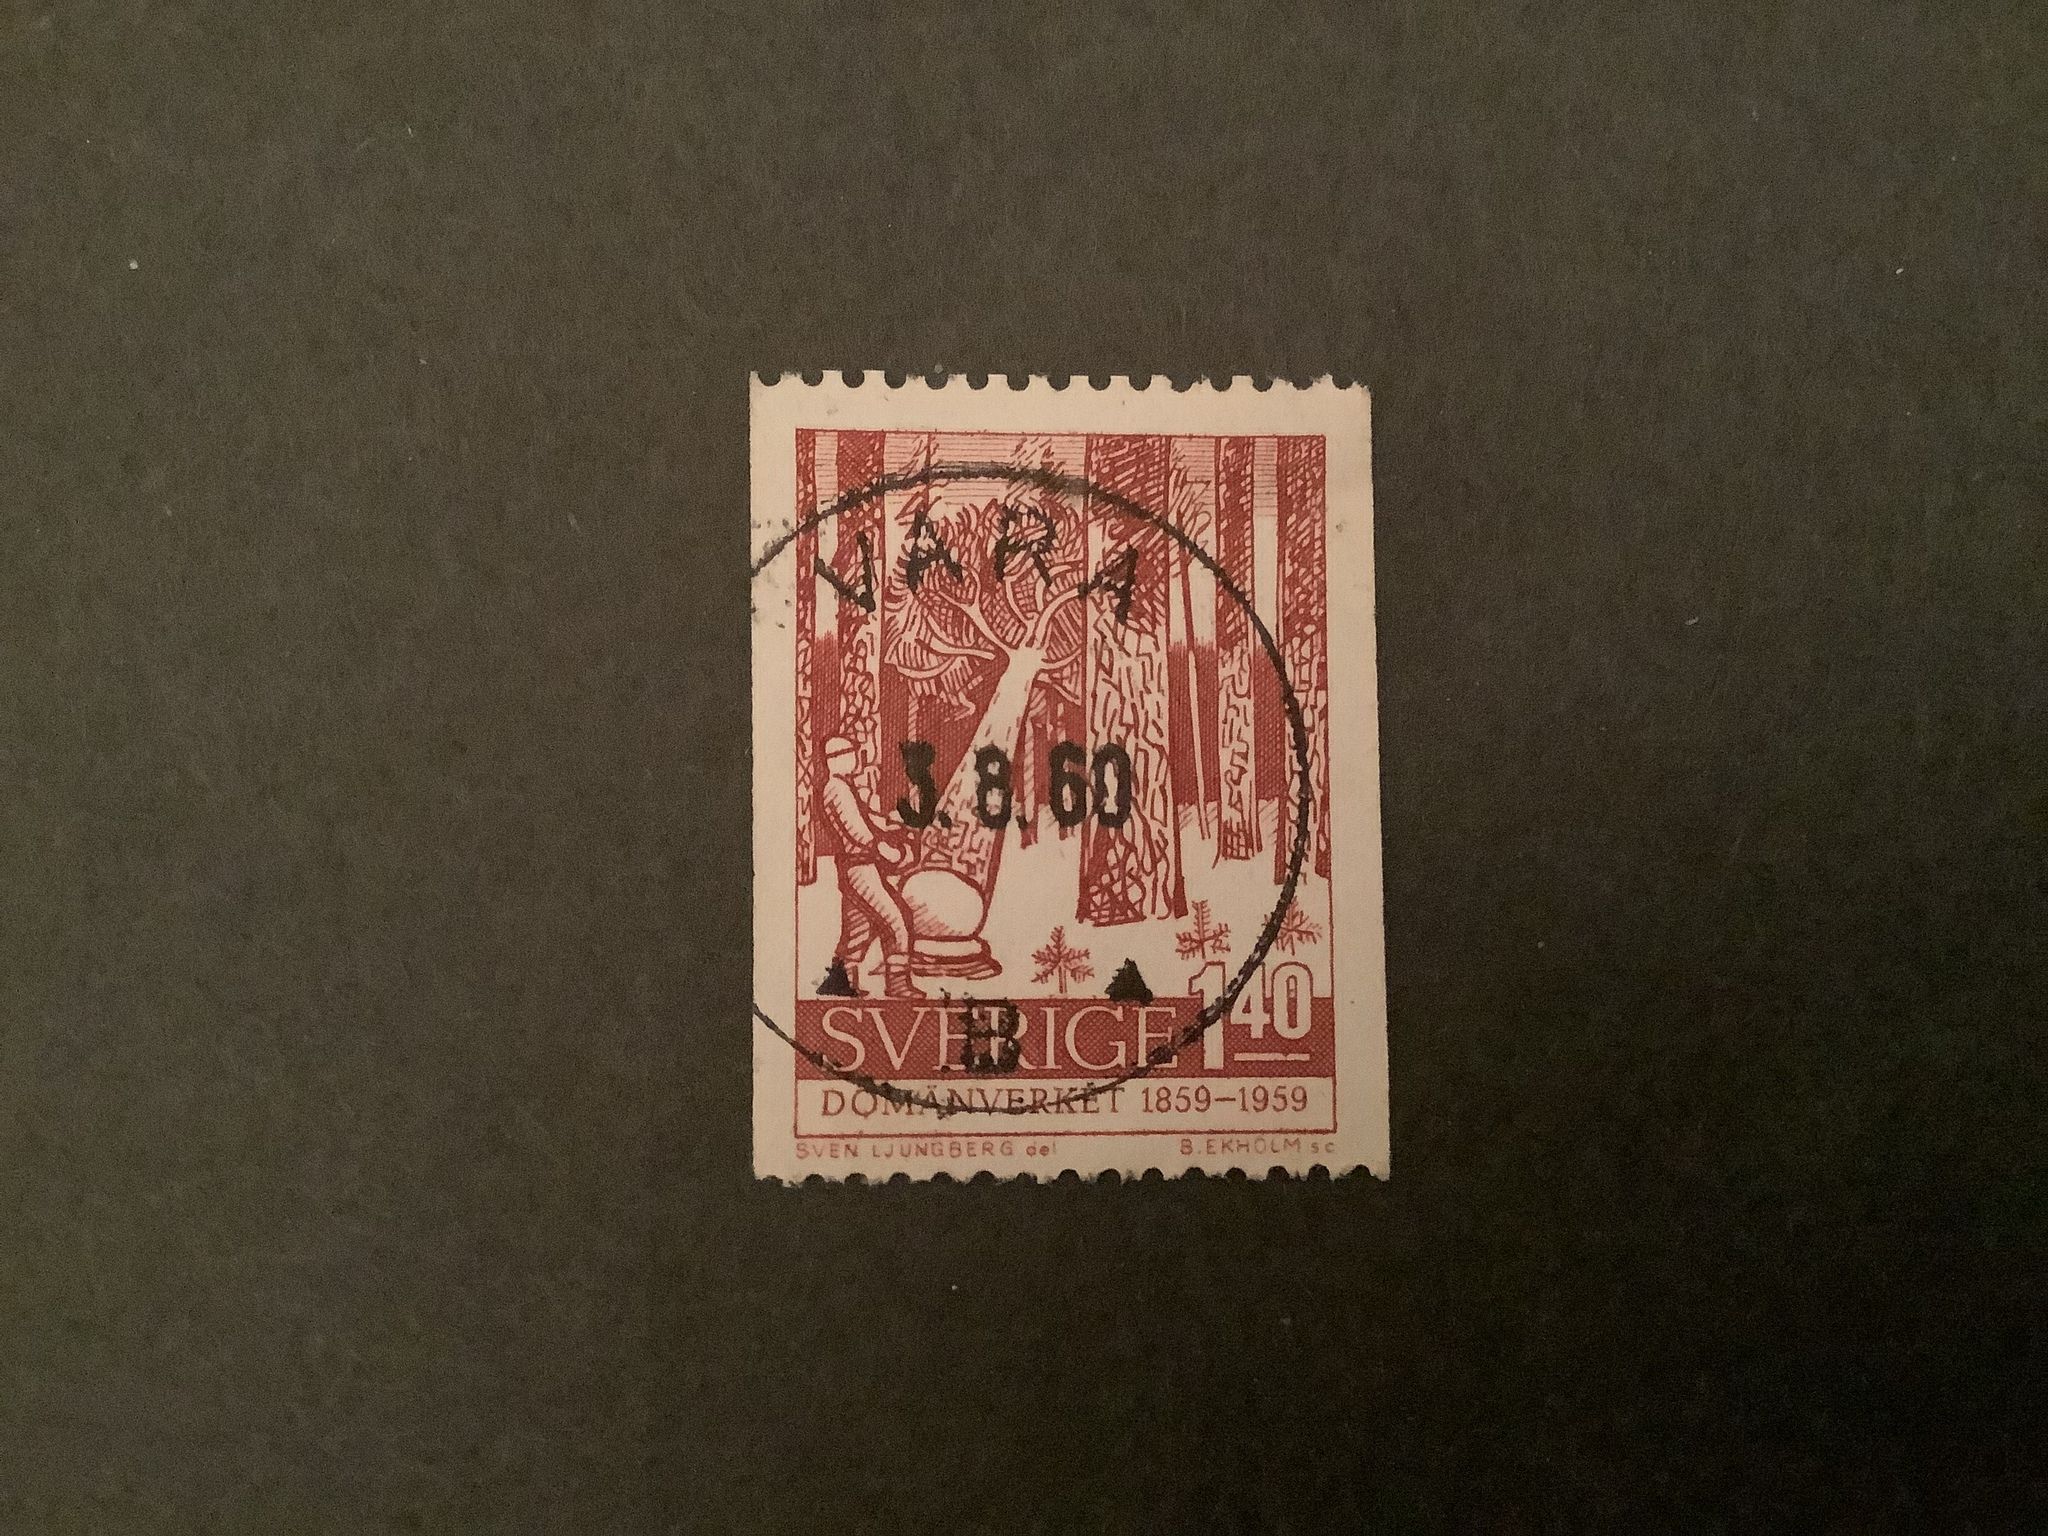 VARA
3.8.60
B
SVERIGE 1.40
DOMÄNVERKET 1859–1959
SVEN LJUNGBERG del B.EKHOLM sc